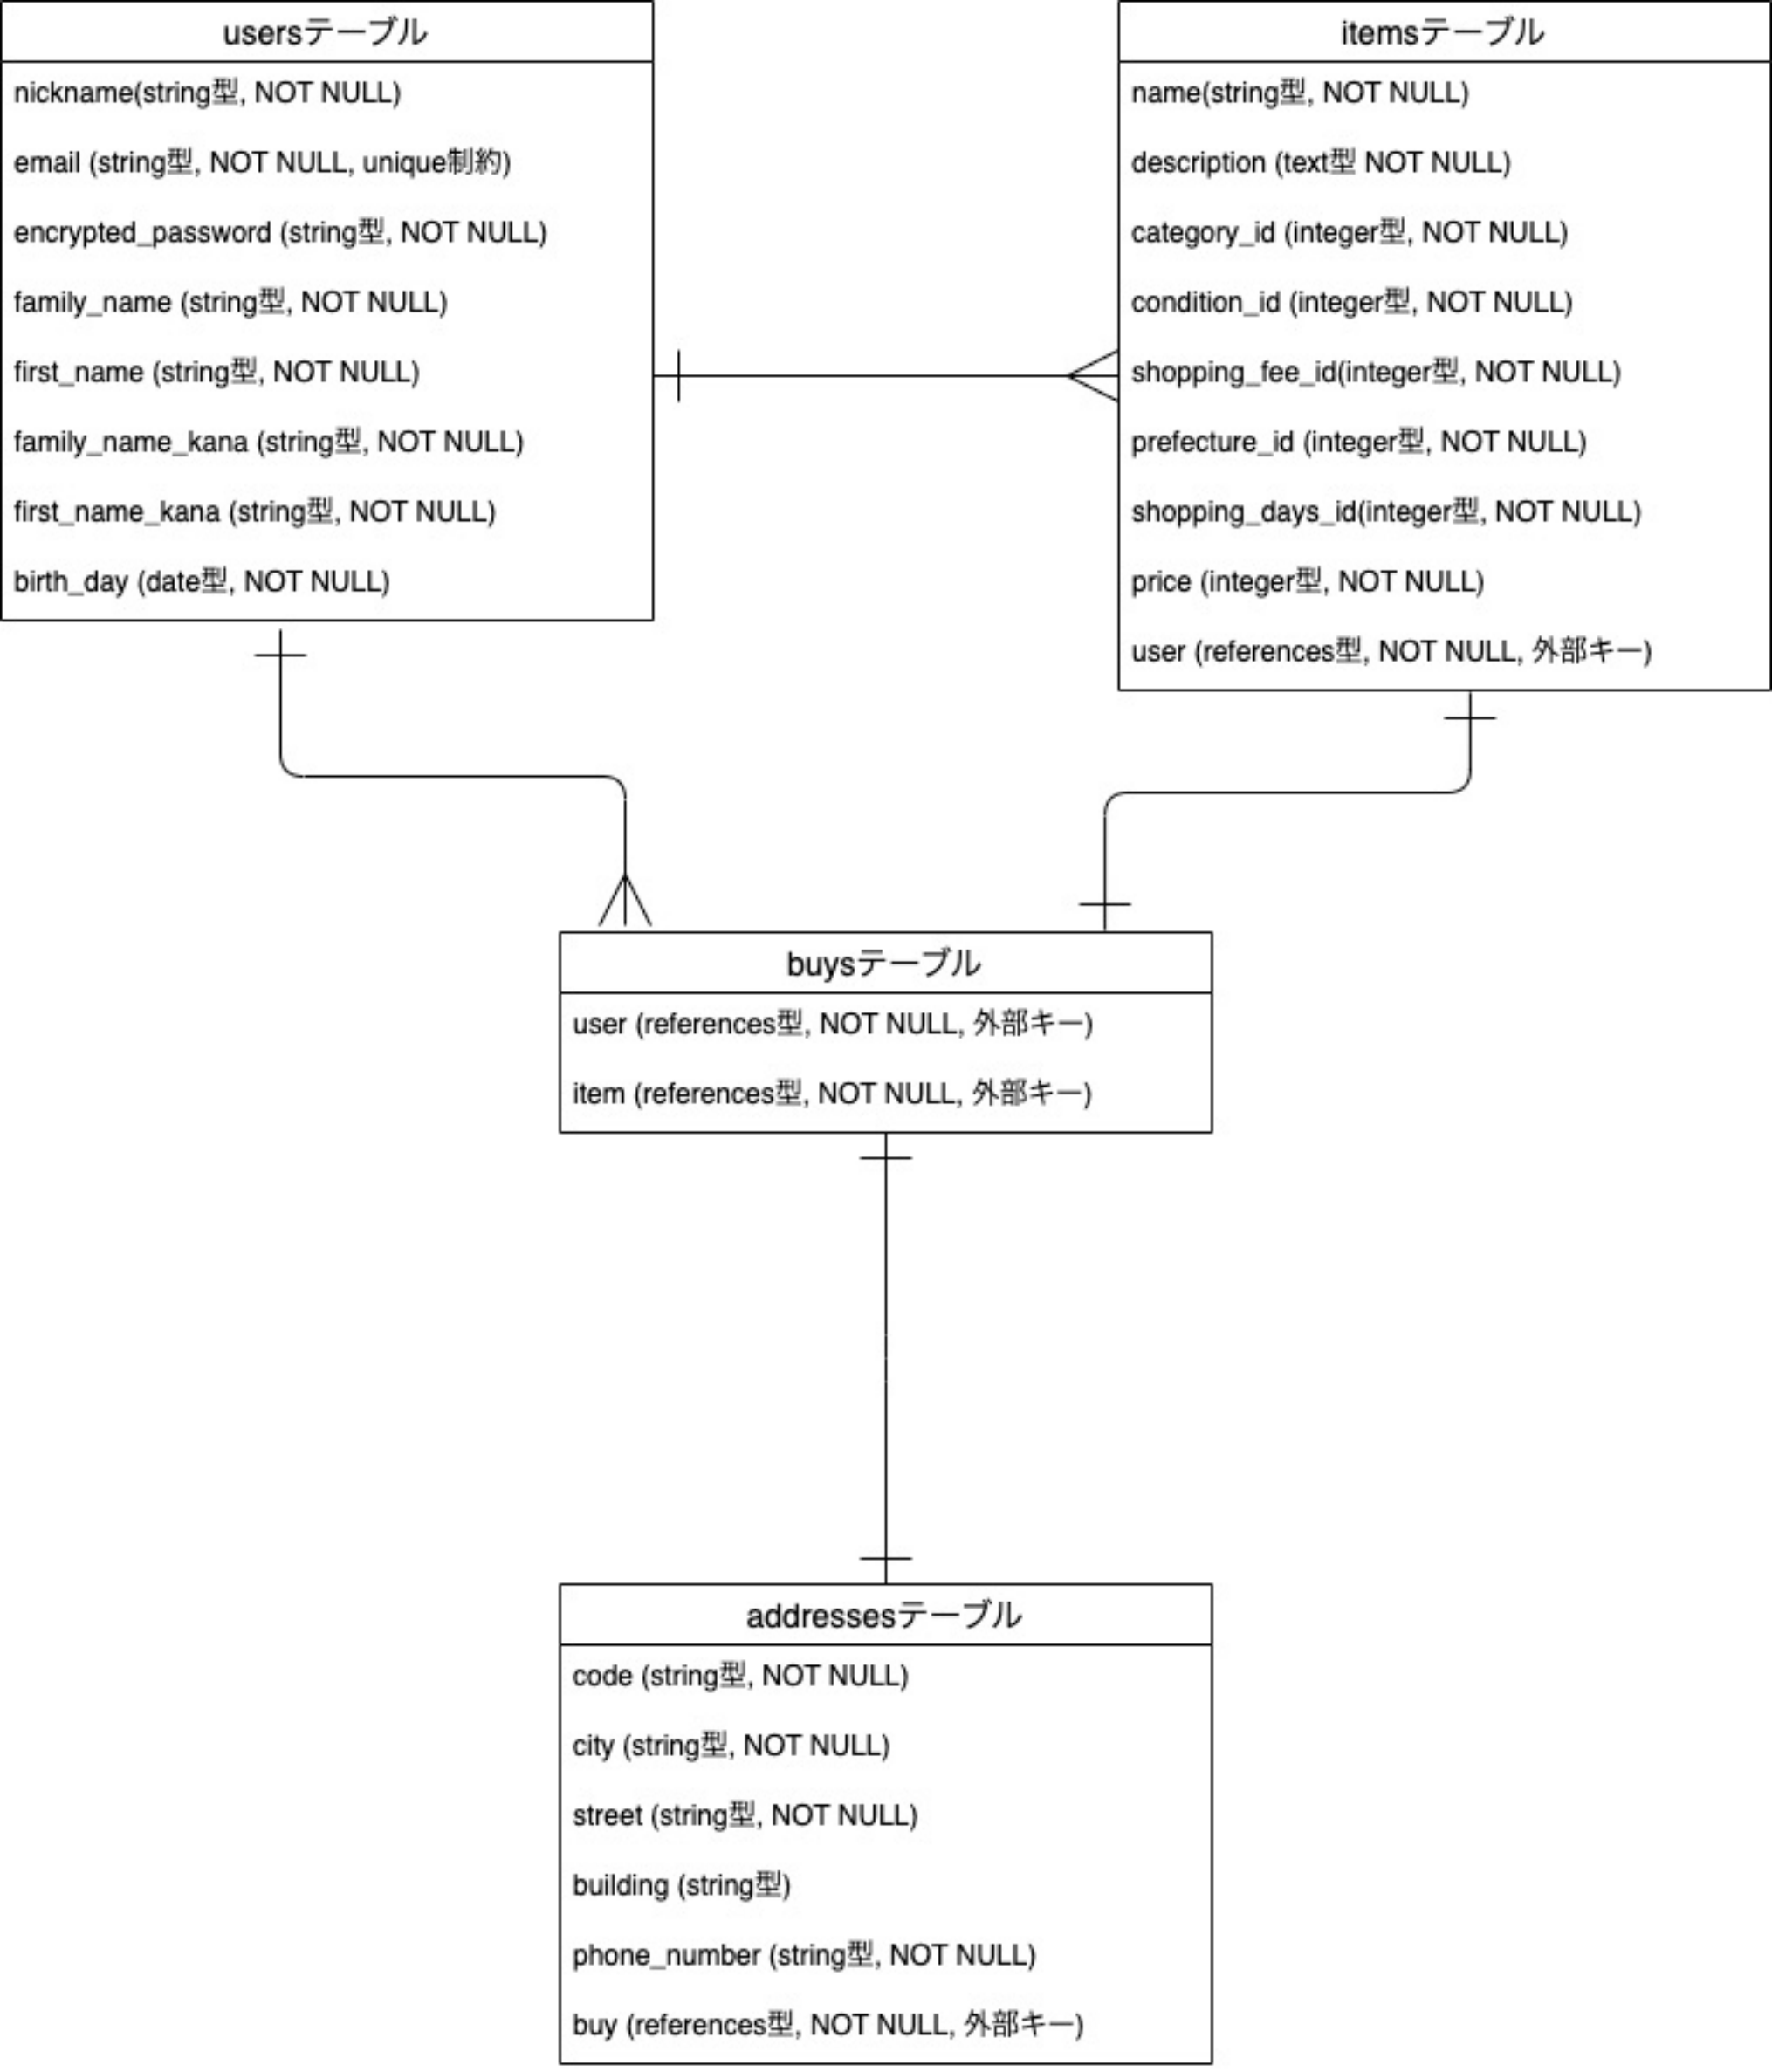 usersテーブル
nickname(string型, NOT NULL)
email (string型, NOT NULL, unique制約)
encrypted_password (string型, NOT NULL)
family_name (string型, NOT NULL)
first_name (string型, NOT NULL)
family_name_kana (string型, NOT NULL)
first_name_kana (string型, NOT NULL)
birth_day (date型, NOT NULL)
itemsテーブル
name(string型, NOT NULL)
description (text型 NOT NULL)
category_id (integer型, NOT NULL)
condition_id (integer型, NOT NULL)
shopping_fee_id(integer型, NOT NULL)
prefecture_id (integer型, NOT NULL)
shopping_days_id(integer型, NOT NULL)
price (integer型, NOT NULL)
user (references型, NOT NULL, 外部キー)
buysテーブル
user (references型, NOT NULL, 外部キー)
item (references型, NOT NULL, 外部キー)
addressesテーブル
code (string型, NOT NULL)
city (string型, NOT NULL)
street (string型, NOT NULL)
building (string型)
phone_number (string型, NOT NULL)
buy (references型, NOT NULL, 外部キー)